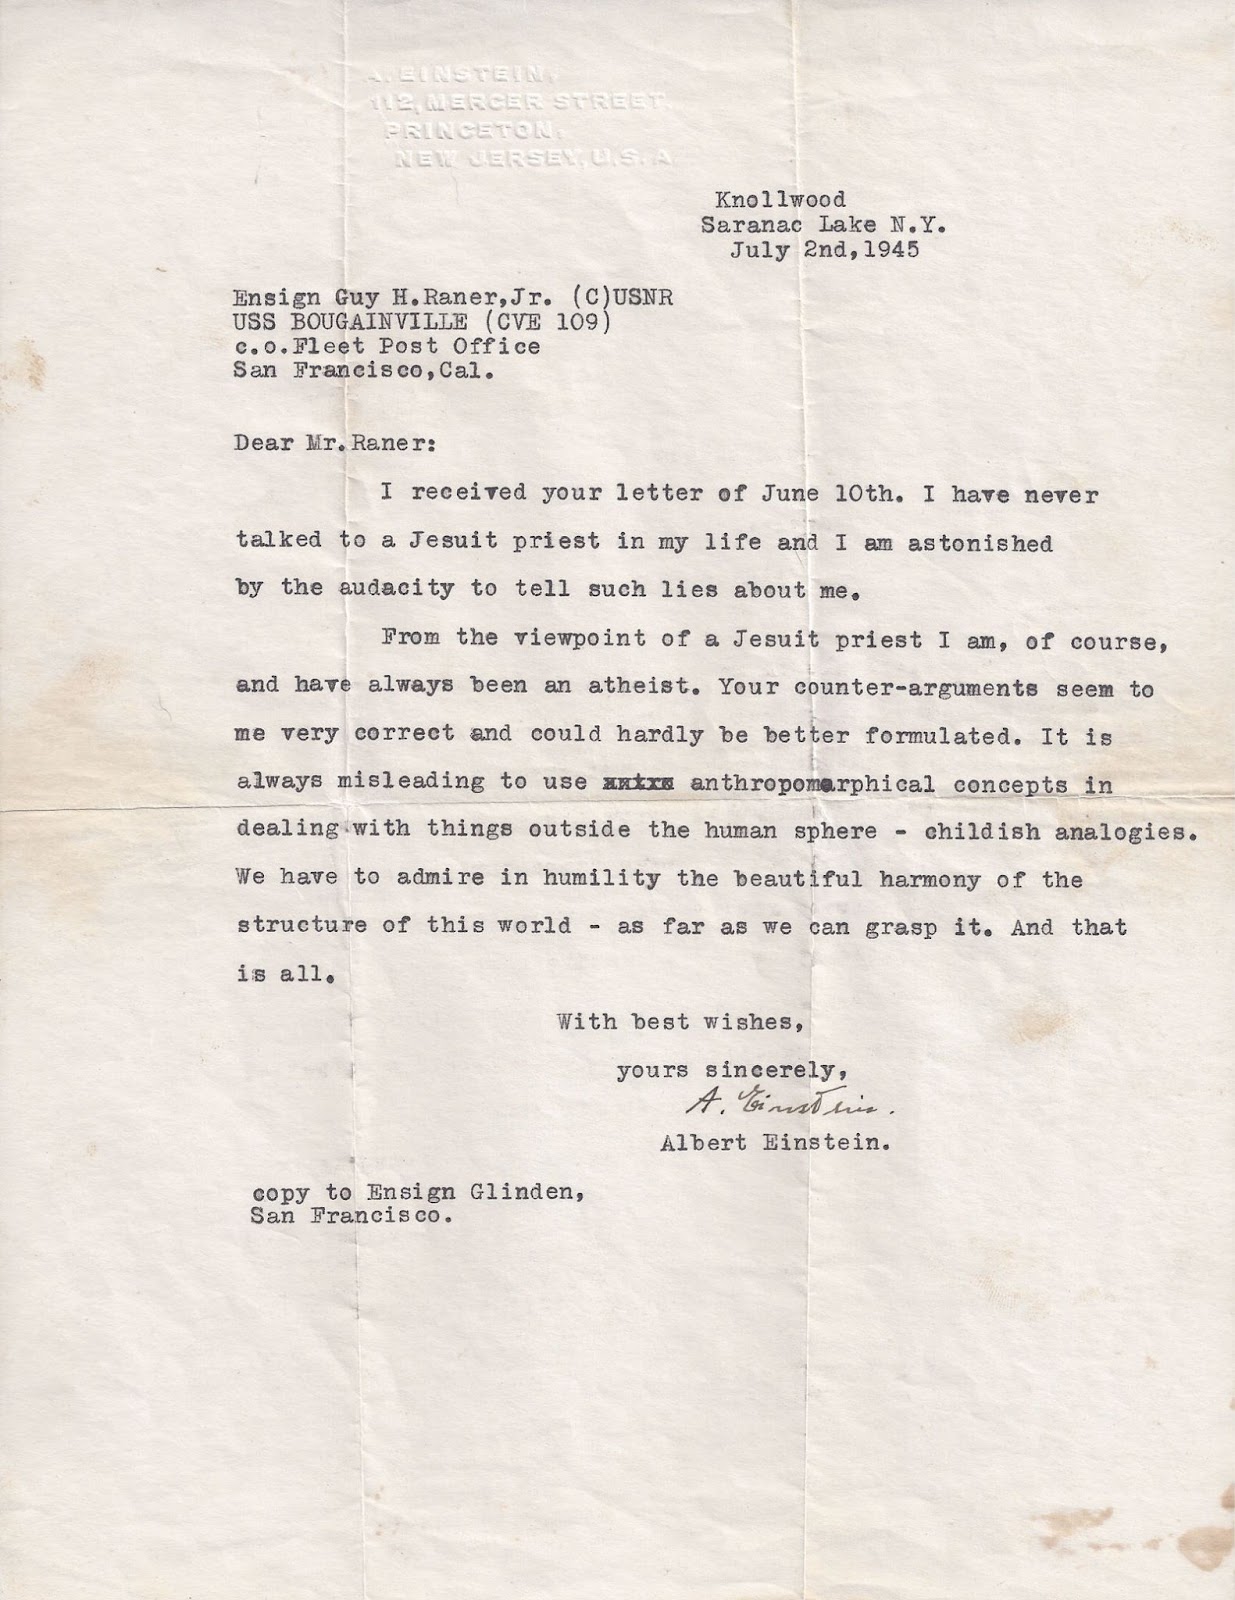 A. EINSTEIN.
112, MERCER STREET.
PRINCETON.
NEW JERSEY, U.S.A
Knollwood
Saranac Lake N.Y.
July 2nd,1945
Ensign Guy H.Raner,Jr. (C)USNR
USS BOUGAINVILLE (CVE 109)
c.o.Fleet Post Office
San Francisco,Cal.
Dear Mr.Raner:
I received your letter of June 10th. I have never
talked to a Jesuit priest in my life and I am astonished
by the audacity to tell such lies about me.
From the viewpoint of a Jesuit priest I am, of course,
and have always been an atheist. Your counter-arguments seem to
me very correct and could hardly be better formulated. It is
always misleading to use anthropomorphical concepts in
dealing with things outside the human sphere - childish analogies.
We have to admire in humility the beautiful harmony of the
structure of this world - as far as we can grasp it. And that
is all.
With best wishes,
yours sincerely,
A. Einstein.
Albert Einstein.
copy to Ensign Glinden,
San Francisco.